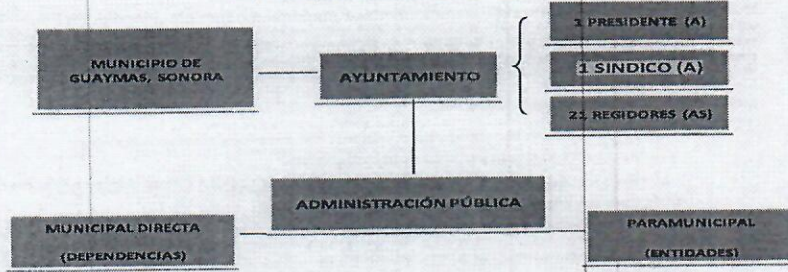 1 PRESIDENTE (A)
MUNICIPIO DE
GUAYMAS, SONORA
AYUNTAMIENTO
1 SINDICO (A)
21 REGIDORES (AS)
ADMINISTRACIÓN PÚBLICA
MUNICIPAL DIRECTA
(DEPENDENCIAS)
PARAMUNICIPAL
(ENTIDADES)